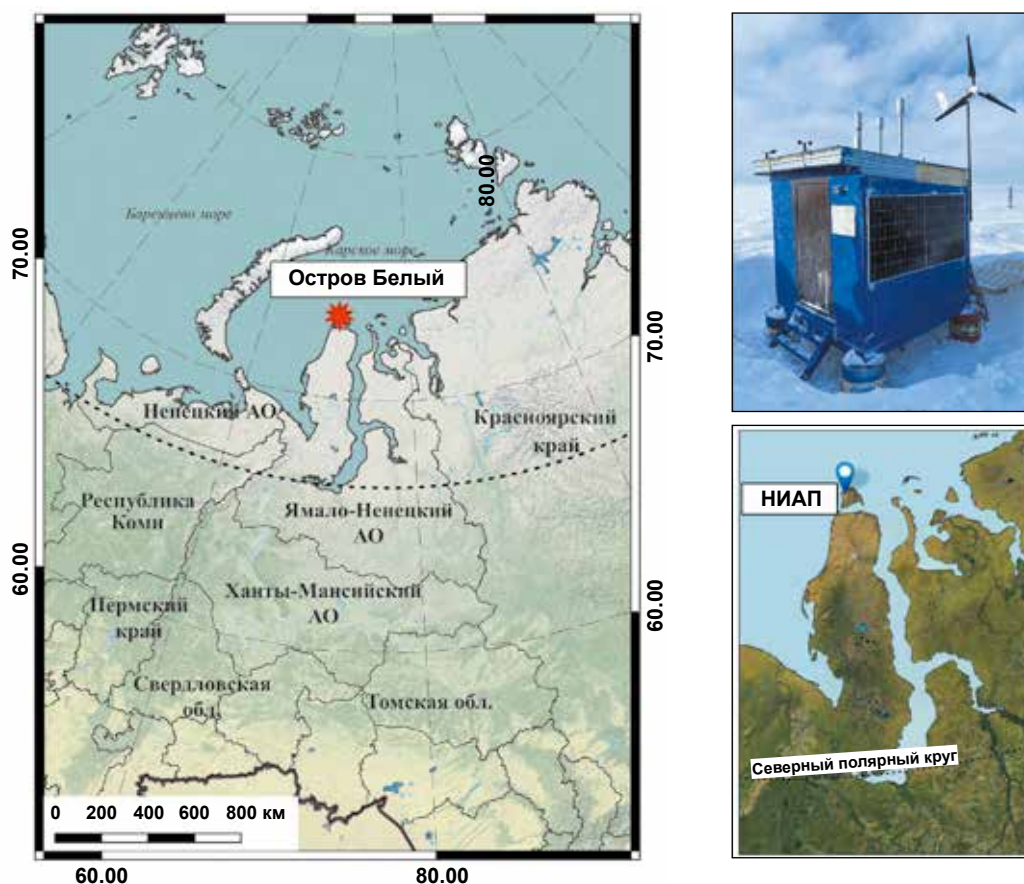 80.00
Баренцево море
Карское море
70.00
Остров Белый
70.00
Ненецкий АО
Красноярский
край
Республика
Коми
Ямало-Ненецкий
АО
60.00
Ханты-Мансийский
АО
60.00
Пермский
край
Свердловская
обл.
Томская обл.
0 200 400 600 800 км
60.00
80.00
НИАП
Северный полярный круг